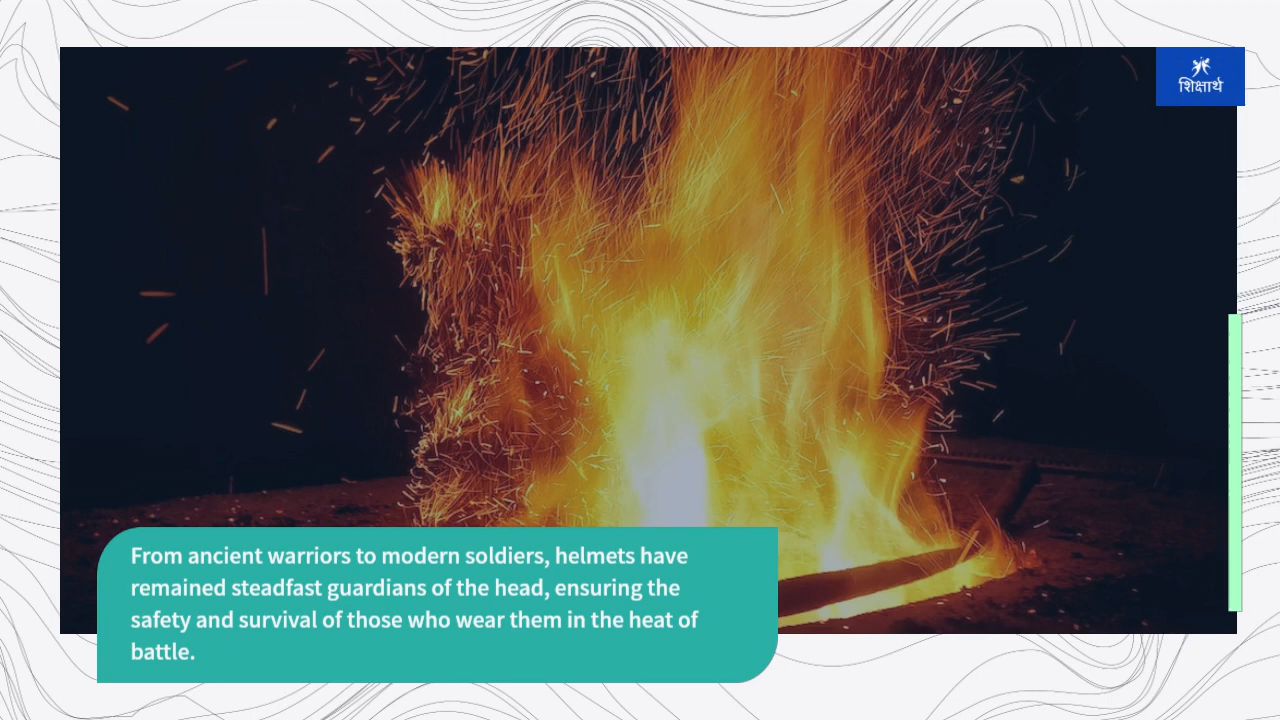 शिक्षार्थ
From ancient warriors to modern soldiers, helmets have
remained steadfast guardians of the head, ensuring the
safety and survival of those who wear them in the heat of
battle.